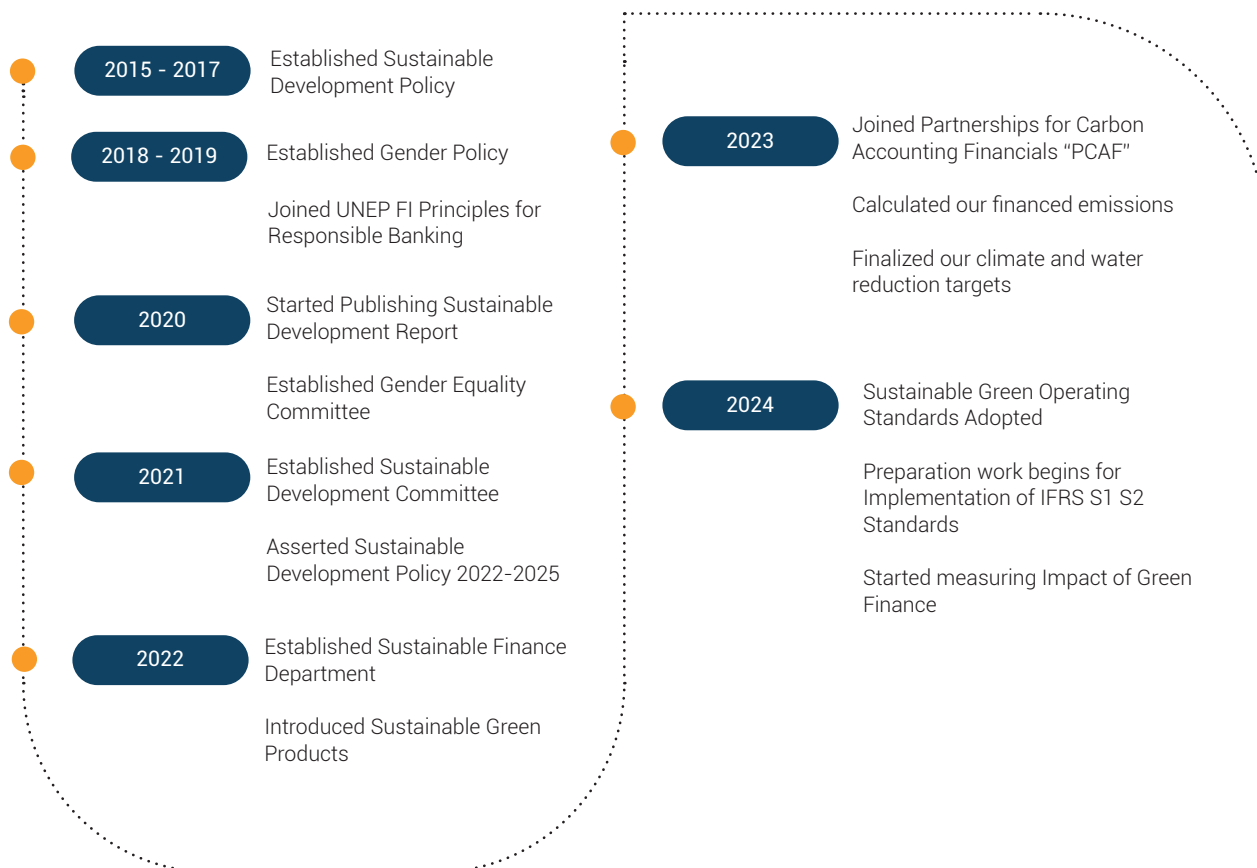 2015 - 2017
Established Sustainable
Development Policy
2018 - 2019
Established Gender Policy
Joined UNEP FI Principles for
Responsible Banking
2020
Started Publishing Sustainable
Development Report
Established Gender Equality
Committee
2021
Established Sustainable
Development Committee
Asserted Sustainable
Development Policy 2022-2025
2022
Established Sustainable Finance
Department
Introduced Sustainable Green
Products
2023
Joined Partnerships for Carbon
Accounting Financials “PCAF”
Calculated our financed emissions
Finalized our climate and water
reduction targets
2024
Sustainable Green Operating
Standards Adopted
Preparation work begins for
Implementation of IFRS S1 S2
Standards
Started measuring Impact of Green
Finance